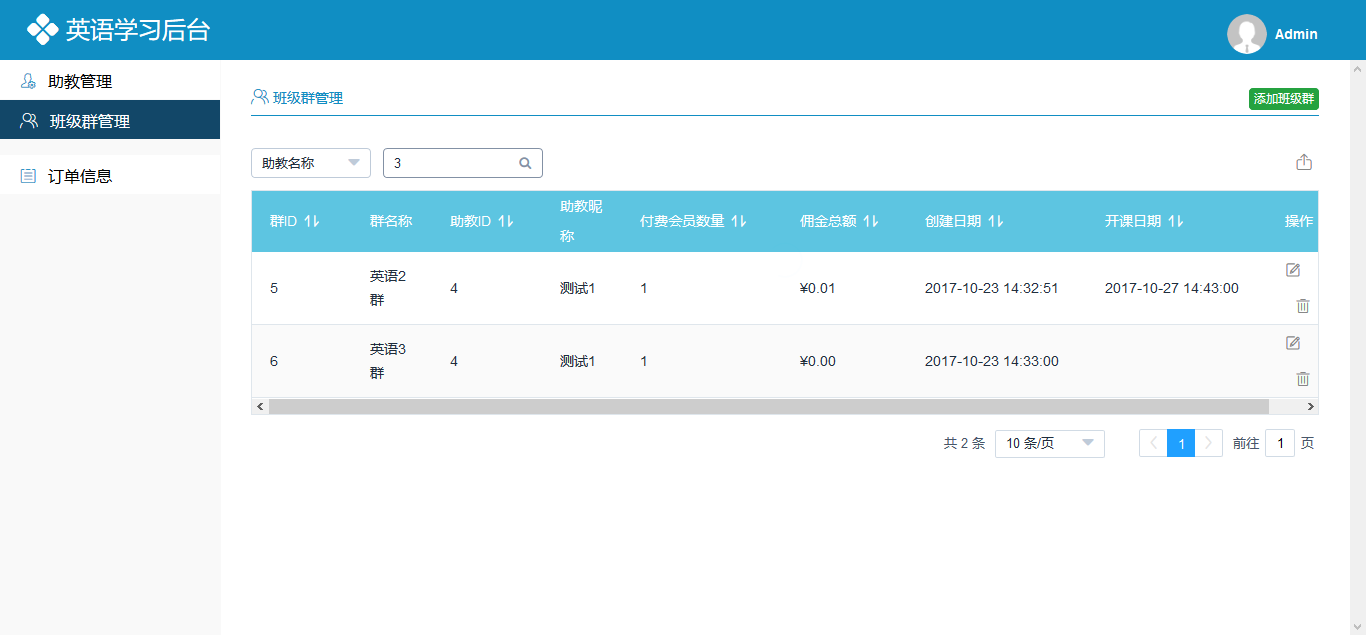 英语学习后台
Admin
助教管理
班级群管理
订单信息
班级群管理
添加班级群
助教名称
3
群ID 群名称 助教ID 助教昵称 付费会员数量 佣金总额 创建日期 开课日期 操作
5 英语2群 4 测试1 1 ¥0.01 2017-10-23 14:32:51 2017-10-27 14:43:00
6 英语3群 4 测试1 1 ¥0.00 2017-10-23 14:33:00
共 2 条 10 条/页 1 前往 1 页